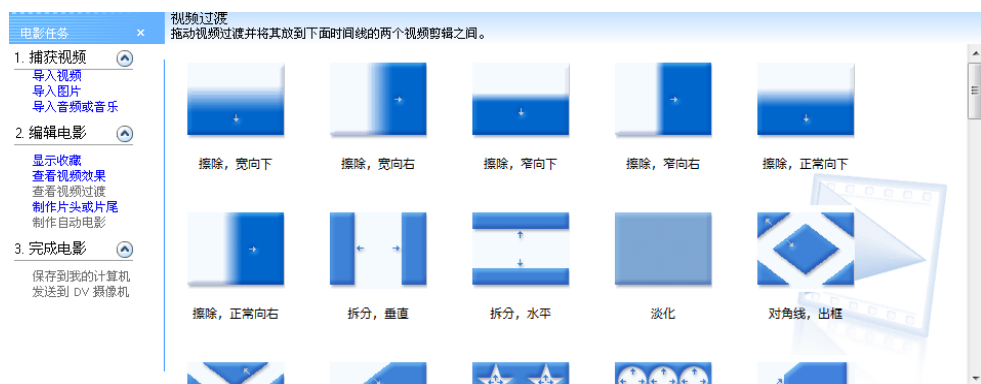 电影任务 ×
视频过渡
拖动视频过渡并将其放到下面时间线的两个视频剪辑之间。
1. 捕获视频
导入视频
导入图片
导入音频或音乐
2. 编辑电影
显示收藏
查看视频效果
查看视频过渡
制作片头或片尾
制作自动电影
3. 完成电影
保存到我的计算机
发送到 DV 摄像机
擦除，宽向下
擦除，宽向右
擦除，窄向下
擦除，窄向右
擦除，正常向下
擦除，正常向右
拆分，垂直
拆分，水平
淡化
对角线，出框